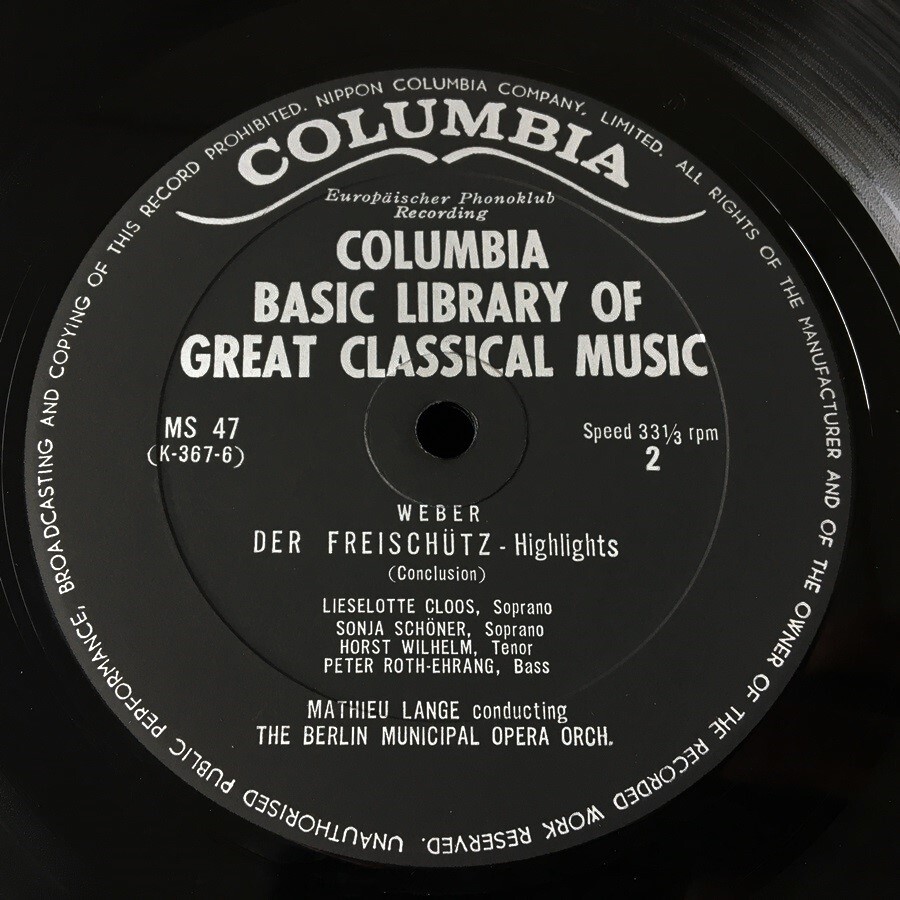 NIPPON COLUMBIA COMPANY, LIMITED. ALL RIGHTS OF THE MANUFACTURER AND OF THE OWNER OF THE RECORDED WORK RESERVED. UNAUTHORISED PUBLIC PERFORMANCE, BROADCASTING AND COPYING OF THIS RECORD PROHIBITED.
COLUMBIA
Europäischer Phonoklub
Recording
COLUMBIA
BASIC LIBRARY OF
GREAT CLASSICAL MUSIC
MS 47
(K-367-6)
Speed 33 1/3 rpm
2
WEBER
DER FREISCHÜTZ - Highlights
(Conclusion)
LIESELOTTE CLOOS, Soprano
SONJA SCHÖNER, Soprano
HORST WILHELM, Tenor
PETER ROTH-EHRANG, Bass
MATHIEU LANGE conducting
THE BERLIN MUNICIPAL OPERA ORCH.